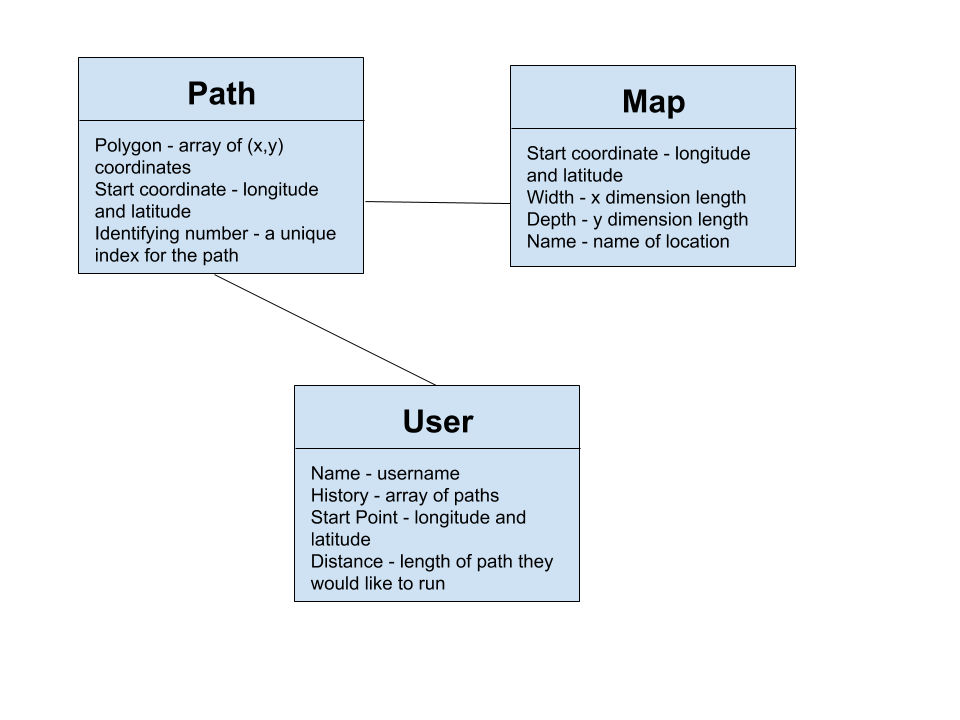 Path
Polygon - array of (x,y)
coordinates
Start coordinate - longitude
and latitude
Identifying number - a unique
index for the path
Map
Start coordinate - longitude
and latitude
Width - x dimension length
Depth - y dimension length
Name - name of location
User
Name - username
History - array of paths
Start Point - longitude and
latitude
Distance - length of path they
would like to run